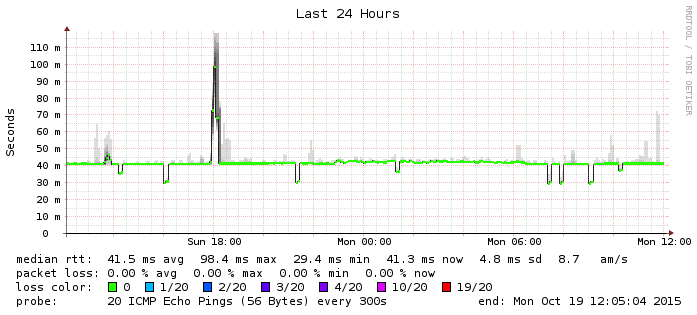 Last 24 Hours
RRDTOOL / TOBI OETIKER
Seconds
110 m
100 m
90 m
80 m
70 m
60 m
50 m
40 m
30 m
20 m
10 m
0
Sun 18:00 Mon 00:00 Mon 06:00 Mon 12:00
median rtt: 41.5 ms avg 98.4 ms max 29.4 ms min 41.3 ms now 4.8 ms sd 8.7 am/s
packet loss: 0.00 % avg 0.00 % max 0.00 % min 0.00 % now
loss color: 0 1/20 2/20 3/20 4/20 10/20 19/20
probe: 20 ICMP Echo Pings (56 Bytes) every 300s end: Mon Oct 19 12:05:04 2015